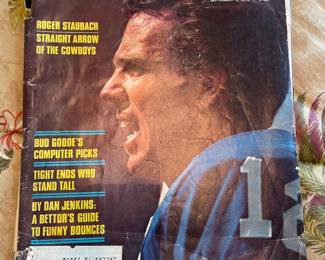 ROGER STAUBACH
STRAIGHT ARROW
OF THE COWBOYS
BUD GOODE'S
COMPUTER PICKS
TIGHT ENDS WHO
STAND TALL
BY DAN JENKINS:
A BETTOR'S GUIDE
TO FUNNY BOUNCES
1